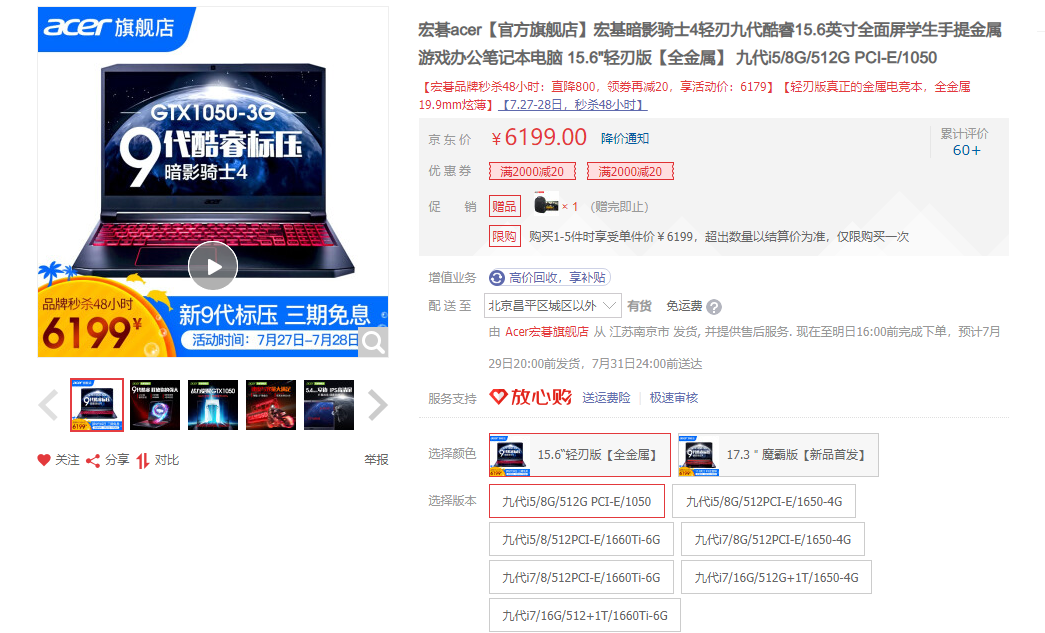 acer 旗舰店
GTX1050-3G
9代酷睿标压
暗影骑士4
acer
品牌秒杀48小时
6199¥
新9代标压 三期免息
活动时间：7月27日-7月28日
关注 分享 对比
举报
宏碁acer【官方旗舰店】宏基暗影骑士4轻刃九代酷睿15.6英寸全面屏学生手提金属
游戏办公笔记本电脑 15.6"轻刃版【全金属】 九代i5/8G/512G PCI-E/1050
【宏碁品牌秒杀48小时：直降800，领券再减20，享活动价：6179】【轻刃版真正的金属电竞本，全金属
19.9mm炫薄】【7.27-28日，秒杀48小时】
京东价 ￥6199.00 降价通知
累计评价
60+
优惠券 满2000减20 满2000减20
促销 赠品 × 1 (赠完即止)
限购 购买1-5件时享受单件价￥6199，超出数量以结算价为准，仅限购买一次
增值业务 高价回收，享补贴
配送至 北京昌平区城区以外 有货 免运费 ?
由 Acer宏碁旗舰店 从 江苏南京市 发货, 并提供售后服务. 现在至明日16:00前完成下单，预计7月
29日20:00前发货，7月31日24:00前送达
服务支持 放心购 送运费险 极速审核
选择颜色 15.6“轻刃版【全金属】 17.3＂魔霸版【新品首发】
选择版本 九代i5/8G/512G PCI-E/1050 九代i5/8G/512PCI-E/1650-4G
九代i5/8/512PCI-E/1660Ti-6G 九代i7/8G/512PCI-E/1650-4G
九代i7/8/512PCI-E/1660Ti-6G 九代i7/16G/512G+1T/1650-4G
九代i7/16G/512+1T/1660Ti-6G